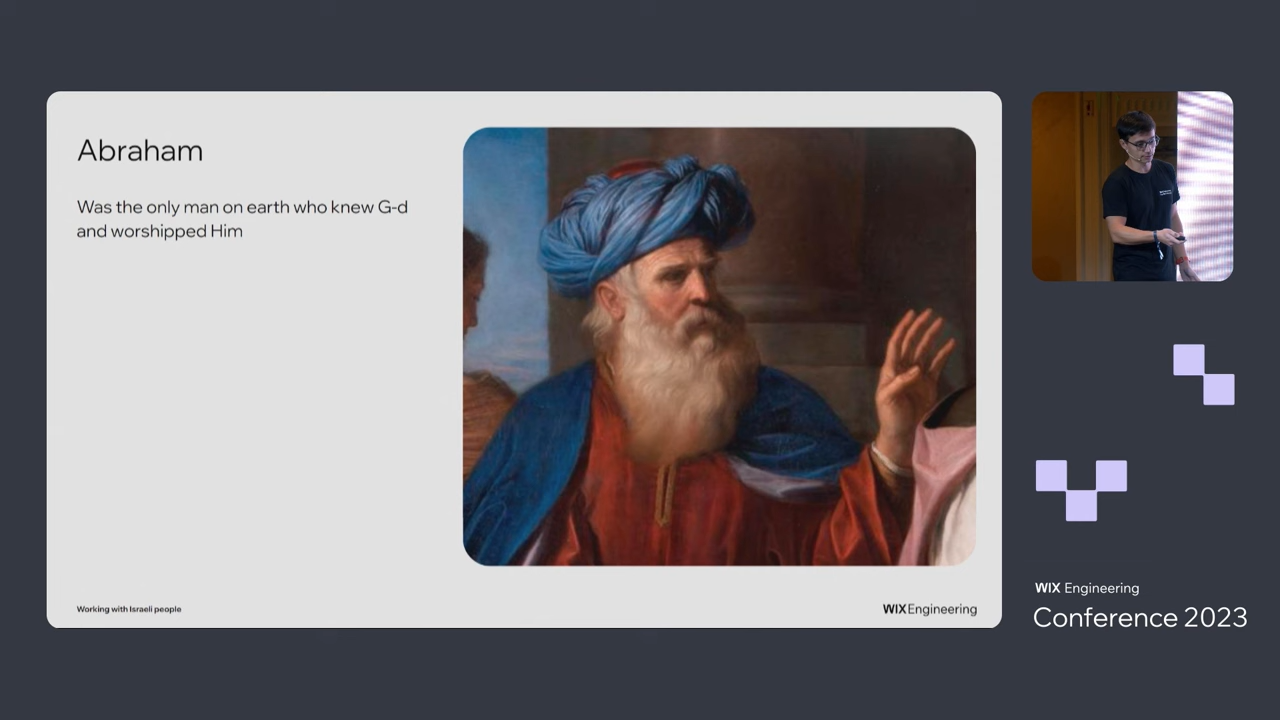 Abraham
Was the only man on earth who knew G-d
and worshipped Him
Working with Israeli people
WIX Engineering
WIX Engineering
Conference 2023